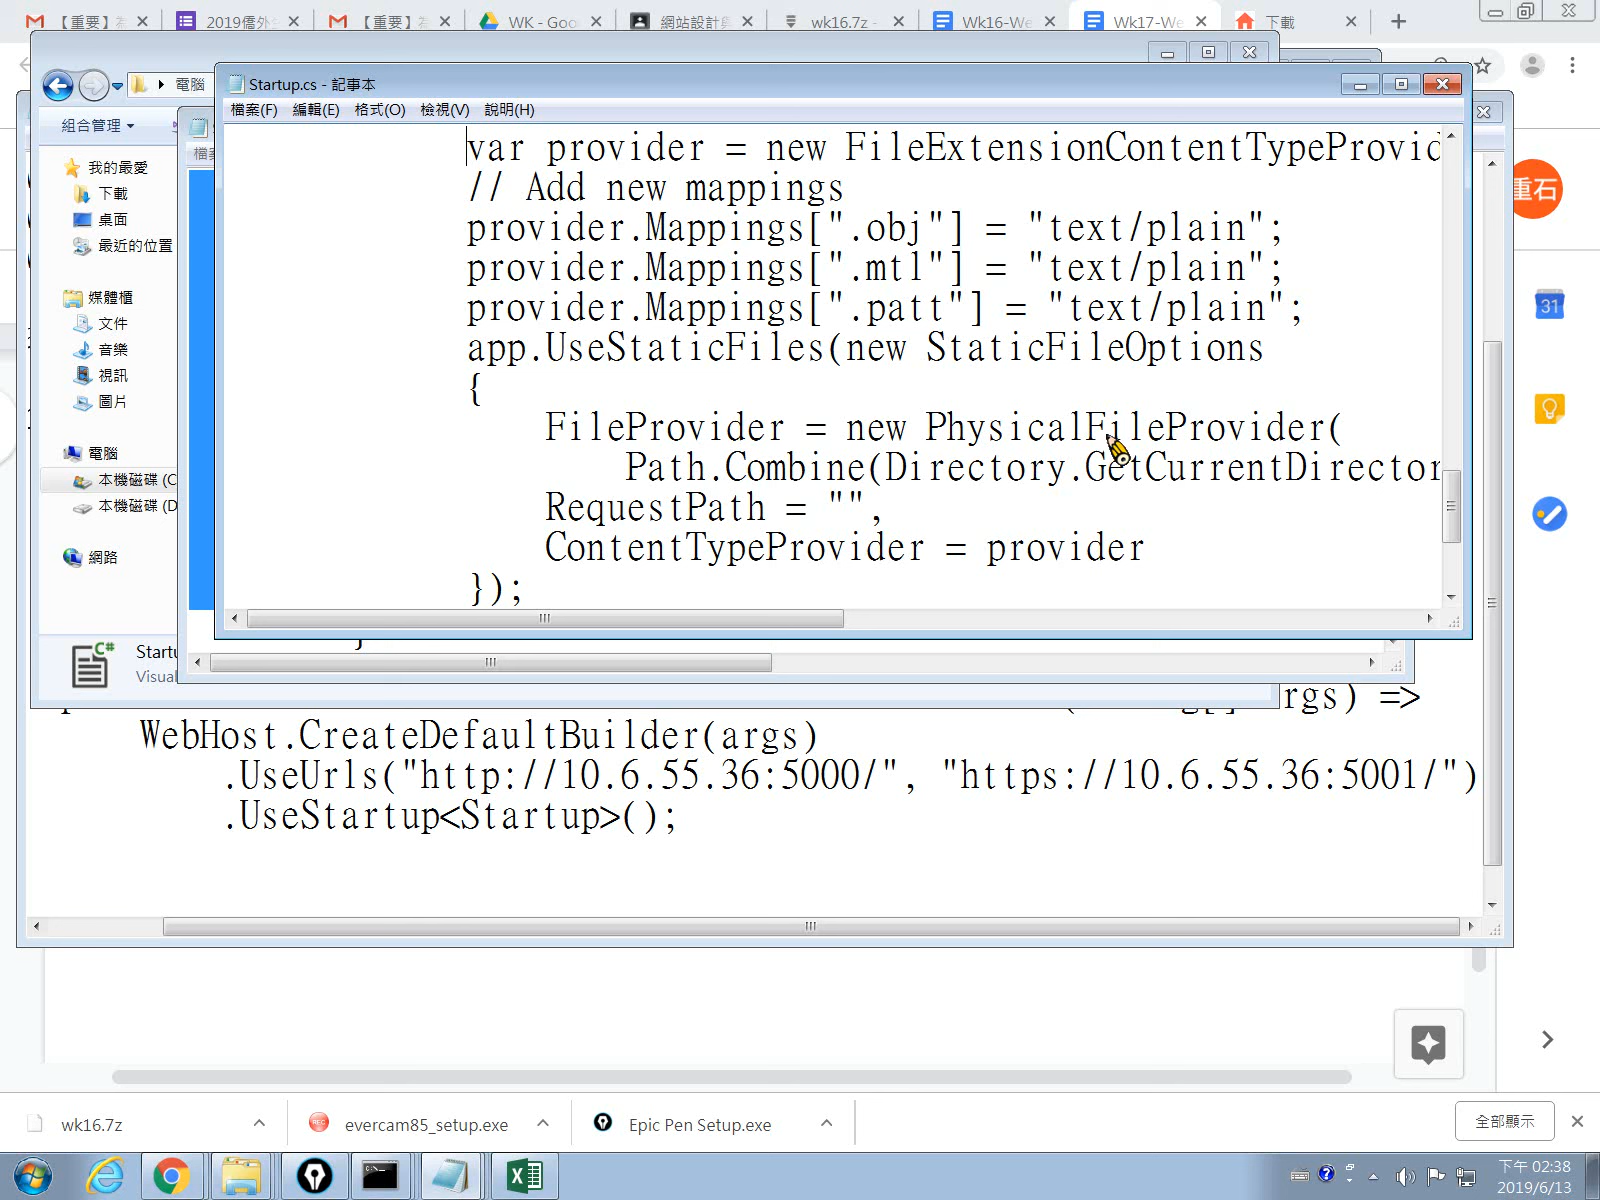 【重要】
2019僑外
【重要】
WK - Goo
網站設計與
wk16.7z -
Wk16-We
Wk17-We
下載
電腦
Startup.cs - 記事本
檔案(F) 編輯(E) 格式(O) 檢視(V) 說明(H)
組合管理
我的最愛
下載
桌面
最近的位置
媒體櫃
文件
音樂
視訊
圖片
電腦
本機磁碟 (C
本機磁碟 (D
網路
var provider = new FileExtensionContentTypeProvid
// Add new mappings
provider.Mappings[".obj"] = "text/plain";
provider.Mappings[".mtl"] = "text/plain";
provider.Mappings[".patt"] = "text/plain";
app.UseStaticFiles(new StaticFileOptions
{
FileProvider = new PhysicalFileProvider(
Path.Combine(Directory.GetCurrentDirector
RequestPath = "",
ContentTypeProvider = provider
});
重石
31
C#
Startu
Visual
rgs) =>
WebHost.CreateDefaultBuilder(args)
.UseUrls("http://10.6.55.36:5000/", "https://10.6.55.36:5001/")
.UseStartup<Startup>();
wk16.7z
evercam85_setup.exe
Epic Pen Setup.exe
全部顯示
下午 02:38
2019/6/13